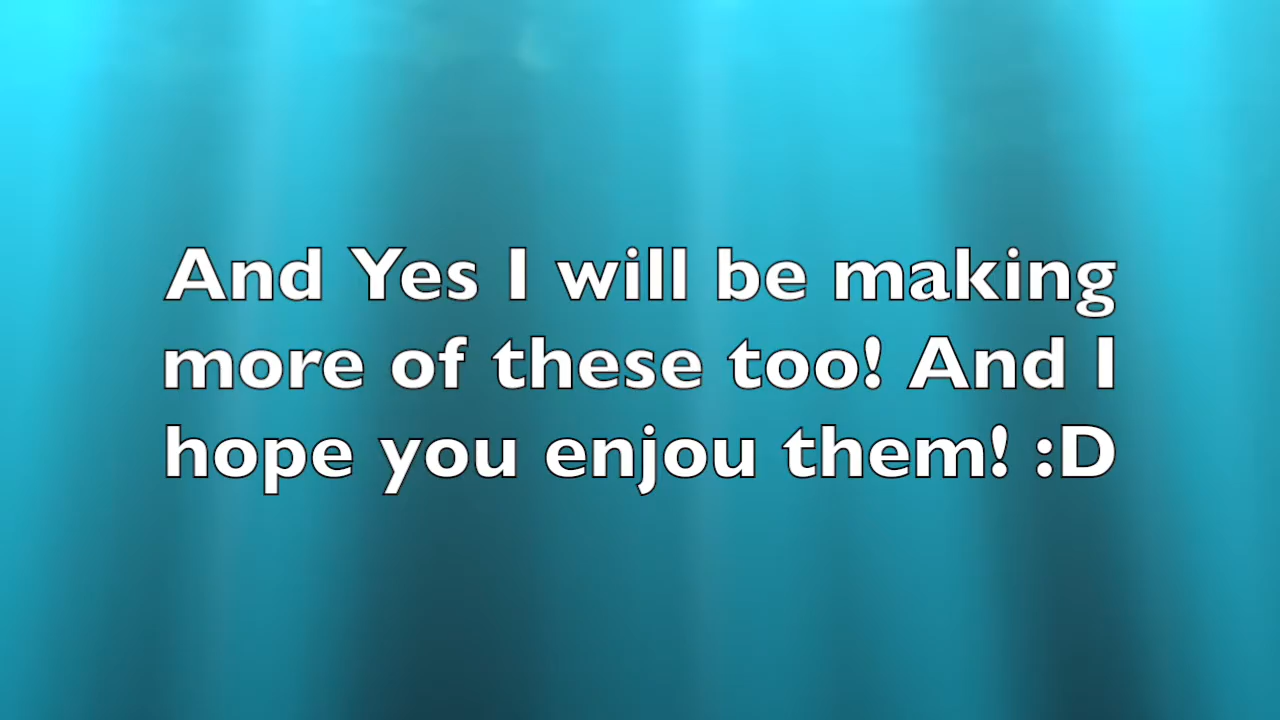 And Yes I will be making
more of these too! And I
hope you enjou them! :D